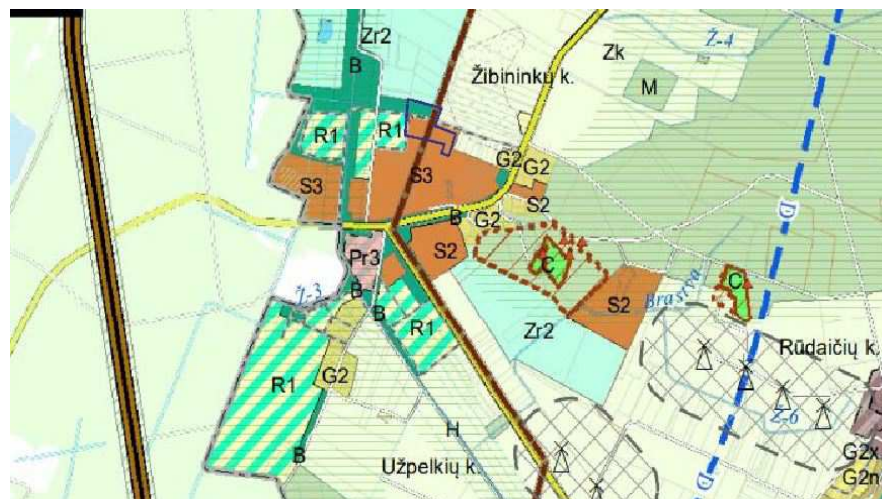 Zr2
Zk
Ž-4
B
Žibininkų k.
M
R1
R1
G2
G2
S3
S3
S2
B
G2
Pr3
S2
C
C
Ž-3
B
Brasrva
S2
B
R1
Zr2
Rūdaičių k.
R1
G2
Ž-6
H
B
Užpelkių k.
G2x
G2n